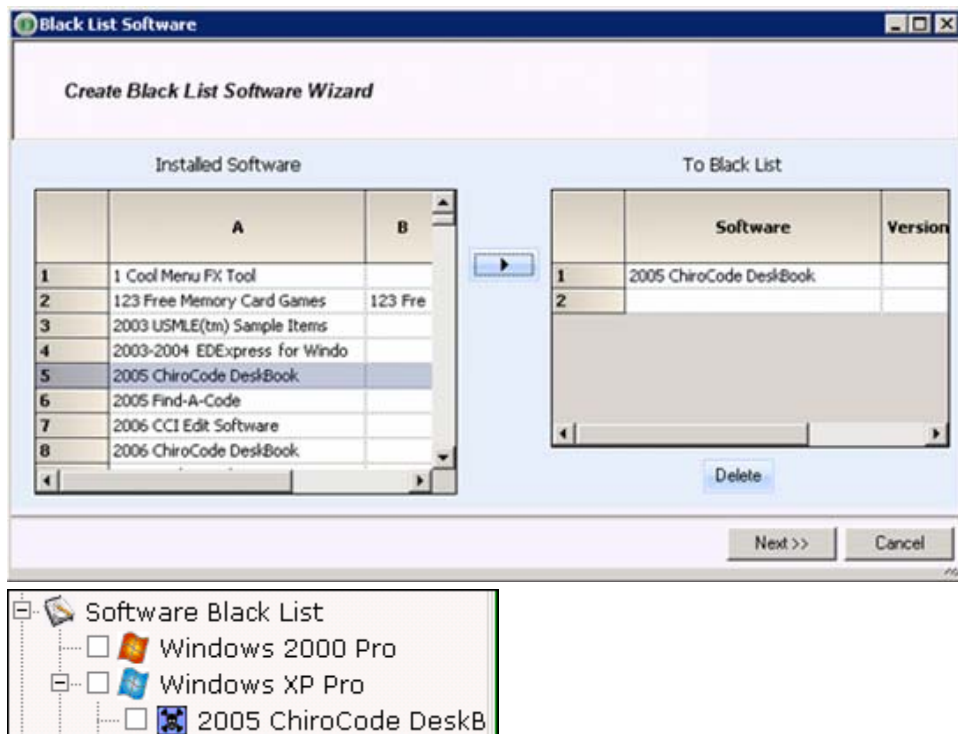 Black List Software
Create Black List Software Wizard
Installed Software
A B
1 1 Cool Menu FX Tool
2 123 Free Memory Card Games 123 Fre
3 2003 USMLE(tm) Sample Items
4 2003-2004 EDExpress for Windo
5 2005 ChiroCode DeskBook
6 2005 Find-A-Code
7 2006 CCI Edit Software
8 2006 ChiroCode DeskBook
To Black List
Software Version
1 2005 ChiroCode DeskBook
2
Delete
Next >> Cancel
Software Black List
Windows 2000 Pro
Windows XP Pro
2005 ChiroCode DeskB